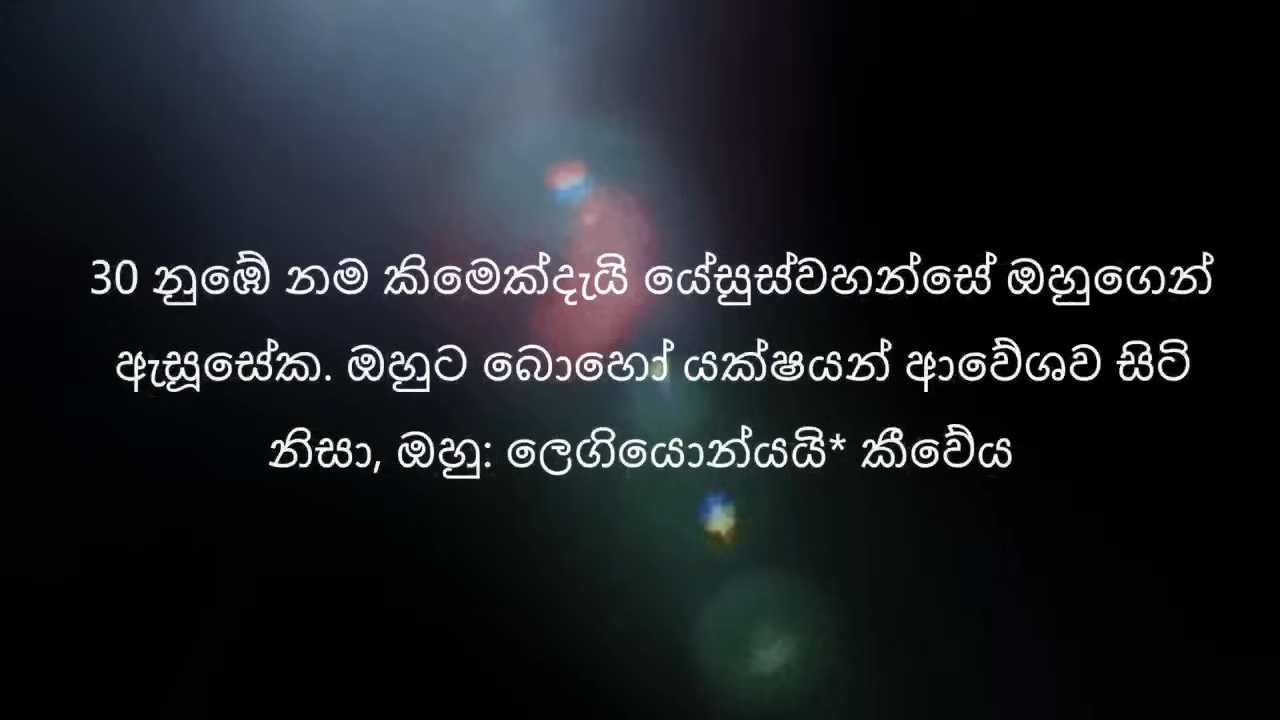 30 නුඹේ නම කිමෙක්දැයි යේසුස්වහන්සේ ඔහුගෙන්
ඇසූසේක. ඔහුට බොහෝ යක්ෂයන් ආවේශව සිටි
නිසා, ඔහු: ලෙගියොන්යයි* කීවේය